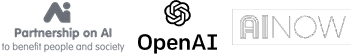 Partnership on AI
to benefit people and society
OpenAI
AINOW